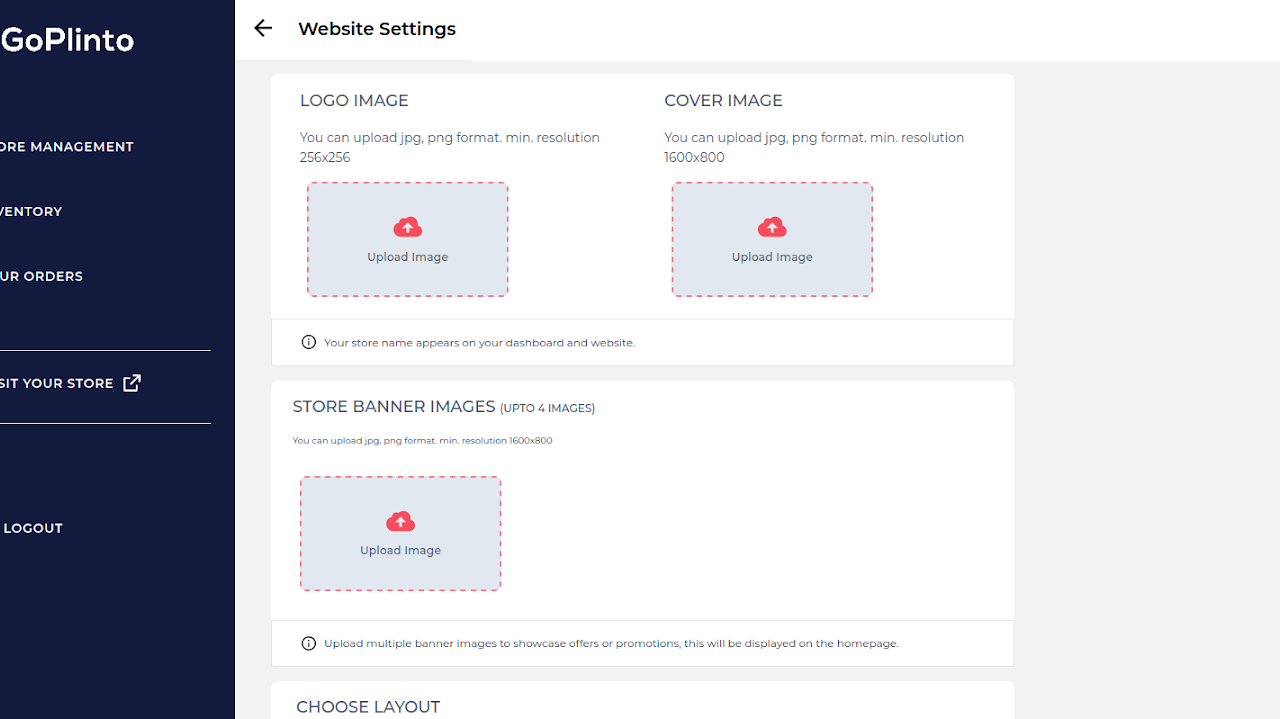 GoPlinto
Website Settings
ORE MANAGEMENT
VENTORY
UR ORDERS
SIT YOUR STORE
LOGOUT
LOGO IMAGE
You can upload jpg, png format. min. resolution
256x256
Upload Image
COVER IMAGE
You can upload jpg, png format. min. resolution
1600x800
Upload Image
Your store name appears on your dashboard and website.
STORE BANNER IMAGES (UPTO 4 IMAGES)
You can upload jpg, png format. min. resolution 1600x800
Upload Image
Upload multiple banner images to showcase offers or promotions, this will be displayed on the homepage.
CHOOSE LAYOUT